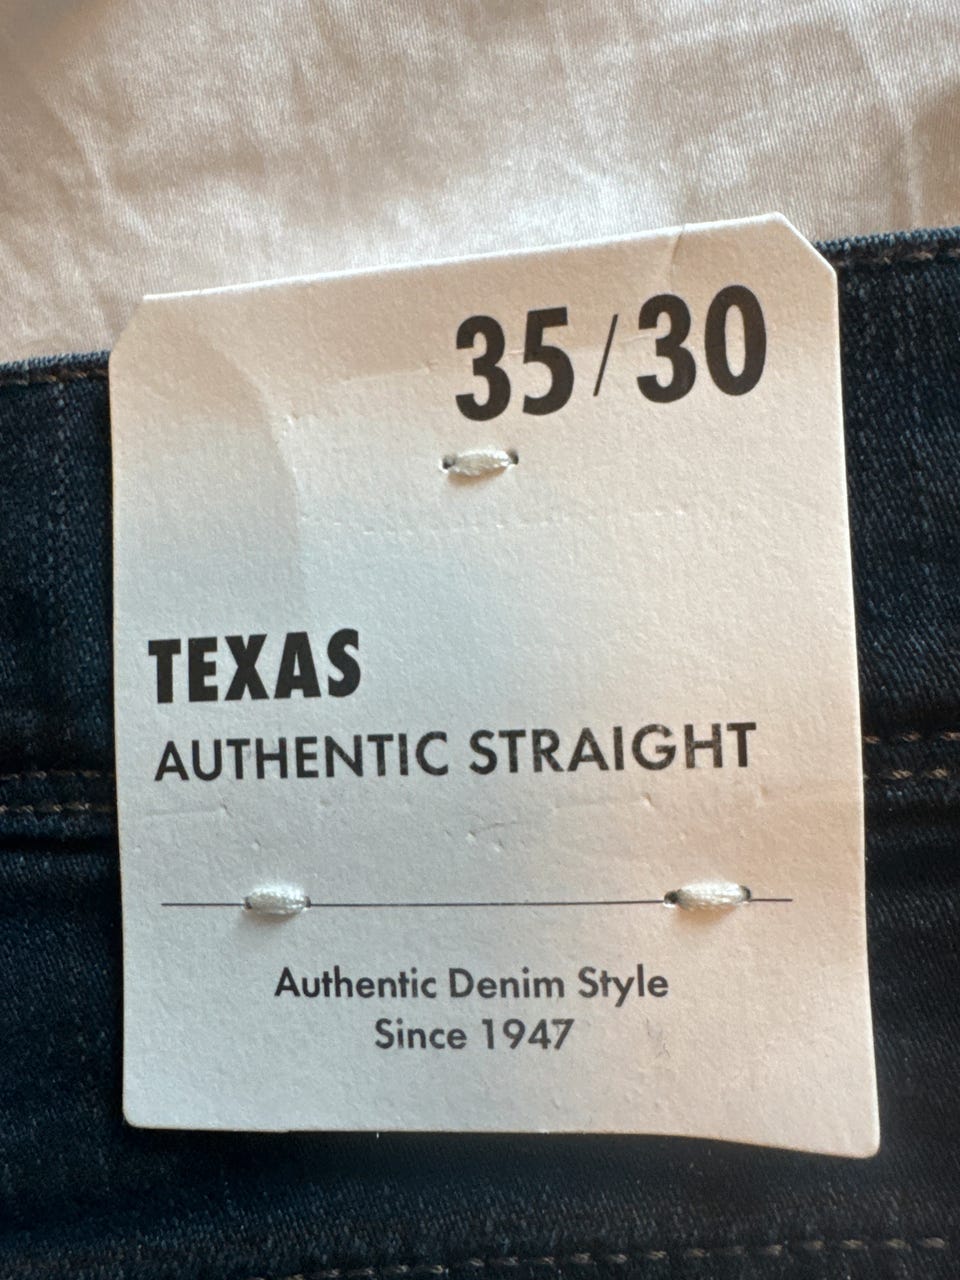 35/30
TEXAS
AUTHENTIC STRAIGHT
Authentic Denim Style
Since 1947